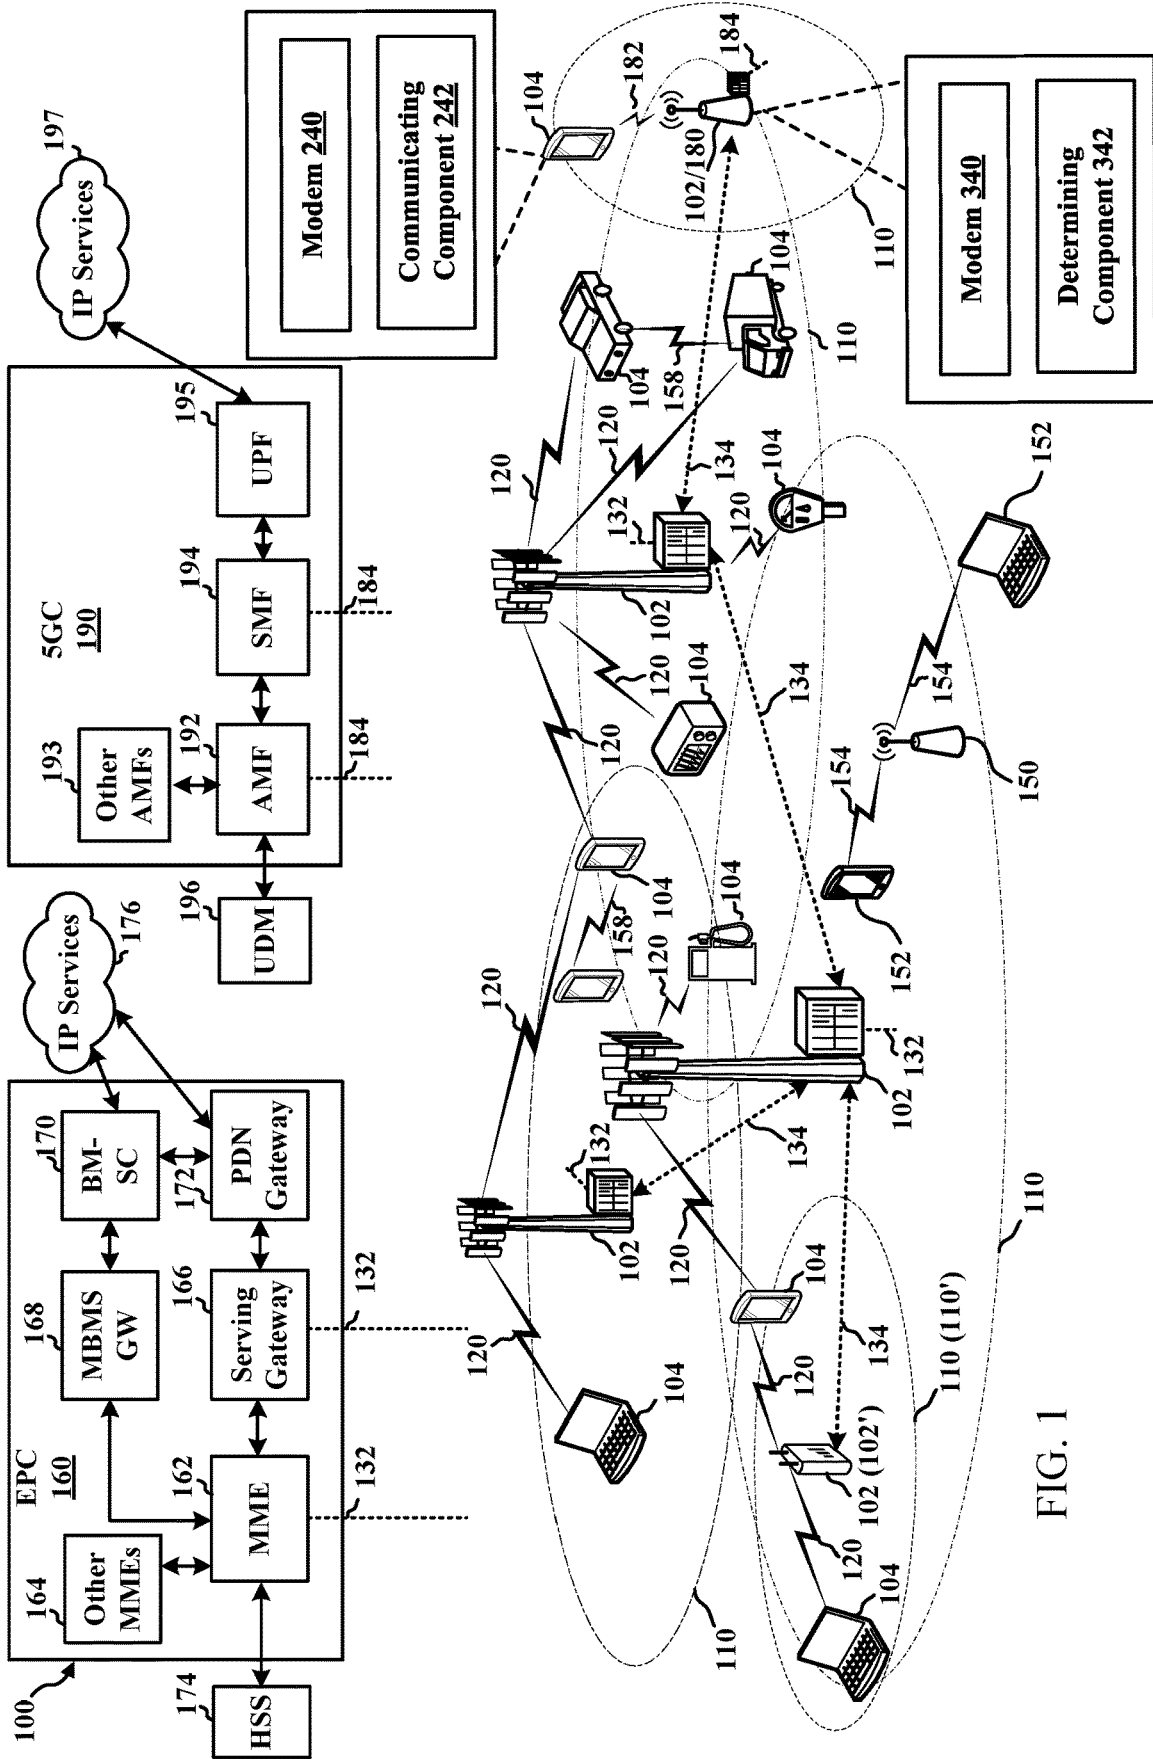 100
EPC
160
174
HSS
164
Other
MMEs
162
MME
132
168
MBMS
GW
166
Serving
Gateway
132
170
BM-
SC
172
PDN
Gateway
IP Services
176
5GC
190
196
UDM
193
Other
AMFs
192
AMF
184
194
SMF
184
195
UPF
IP Services
197
Modem 240
Communicating
Component 242
104
182
184
102/180
110
Modem 340
Determining
Component 342
120
104
158
104
120
110
134
132
102
120
104
120
104
120
104
158
120
104
120
134
132
102
134
132
102
120
104
120
104
120
102 (102')
120
104
134
110
110 (110')
110
152
154
150
154
152
FIG. 1